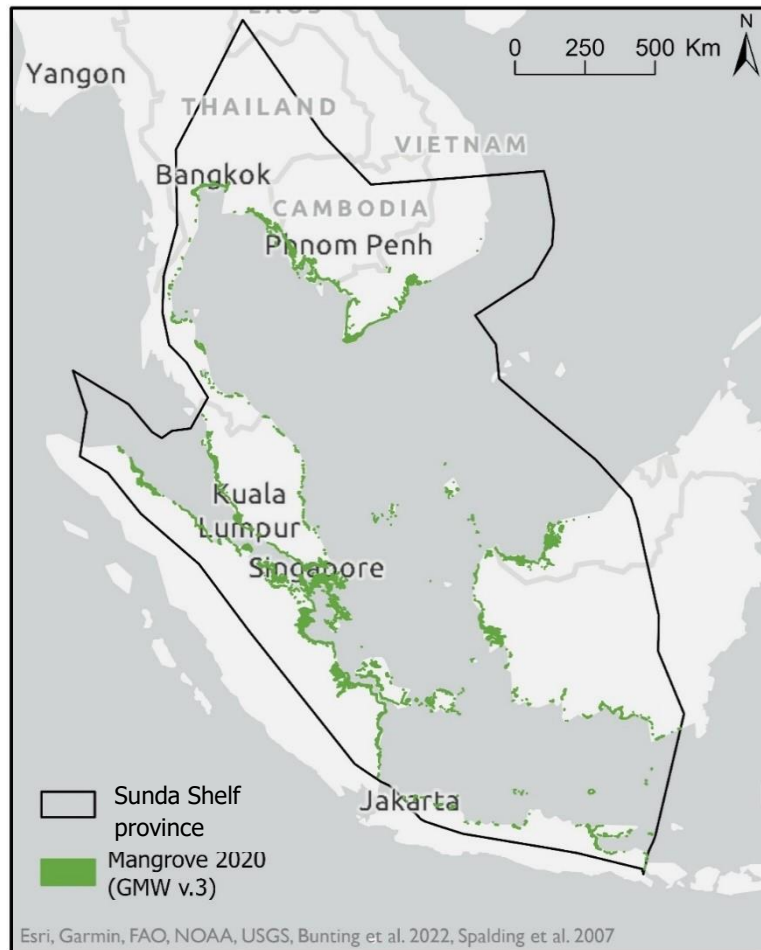 LAOS
N
0 250 500 Km
Yangon
THAILAND
VIETNAM
Bangkok
CAMBODIA
Phnom Penh
Kuala
Lumpur
Singapore
Jakarta
Sunda Shelf
province
Mangrove 2020
(GMW v.3)
Esri, Garmin, FAO, NOAA, USGS, Bunting et al. 2022, Spalding et al. 2007